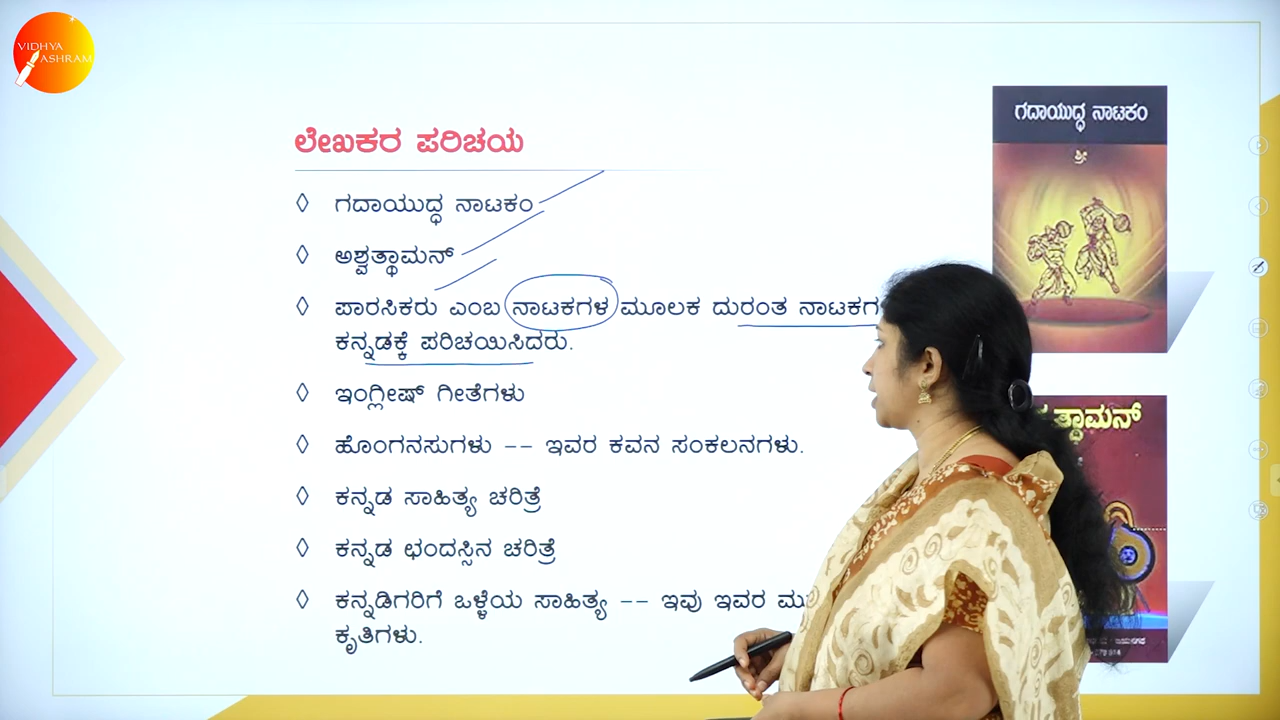 VIDHYA
ASHRAM
ಲೇಖಕರ ಪರಿಚಯ
◊ ಗದಾಯುದ್ಧ ನಾಟಕಂ
◊ ಅಶ್ವತ್ಥಾಮನ್
◊ ಪಾರಸಿಕರು ಎಂಬ ನಾಟಕಗಳ ಮೂಲಕ ದುರಂತ
ಕನ್ನಡಕ್ಕೆ ಪರಿಚಯಿಸಿದರು.
◊ ಇಂಗ್ಲೀಷ್ ಗೀತೆಗಳು
◊ ಹೊಂಗನಸುಗಳು -- ಇವರ ಕವನ ಸಂಕಲನಗಳು.
◊ ಕನ್ನಡ ಸಾಹಿತ್ಯ ಚರಿತ್ರೆ
◊ ಕನ್ನಡ ಛಂದಸ್ಸಿನ ಚರಿತ್ರೆ
◊ ಕನ್ನಡಿಗರಿಗೆ ಒಳ್ಳೆಯ ಸಾಹಿತ್ಯ -- ಇವು ಇವರ
ಕೃತಿಗಳು.
ಗದಾಯುದ್ಧ ನಾಟಕಂ
ಶ್ರೀ